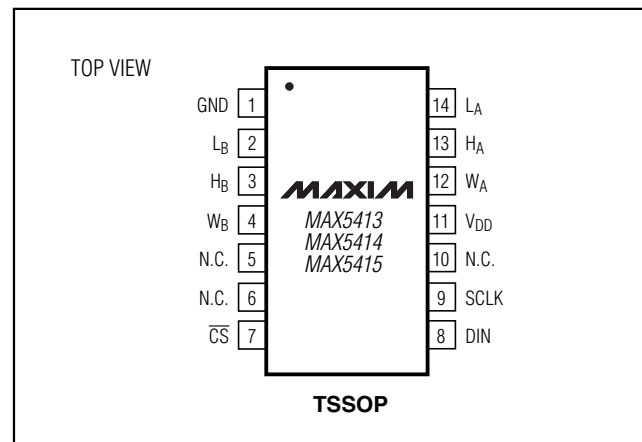 TOP VIEW
GND 1
L_B 2
H_B 3
W_B 4
N.C. 5
N.C. 6
C̅S̅ 7
MAXIM
MAX5413
MAX5414
MAX5415
14 L_A
13 H_A
12 W_A
11 V_DD
10 N.C.
9 SCLK
8 DIN
TSSOP